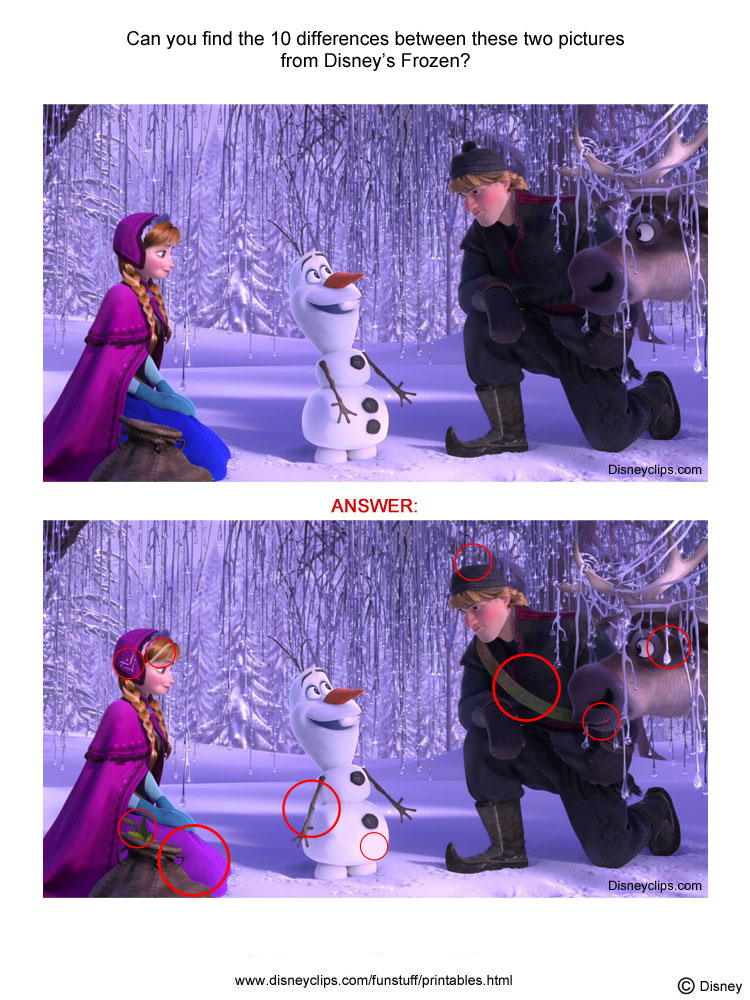 Can you find the 10 differences between these two pictures
from Disney's Frozen?
Disneyclips.com
ANSWER:
Disneyclips.com
www.disneyclips.com/funstuff/printables.html
© Disney